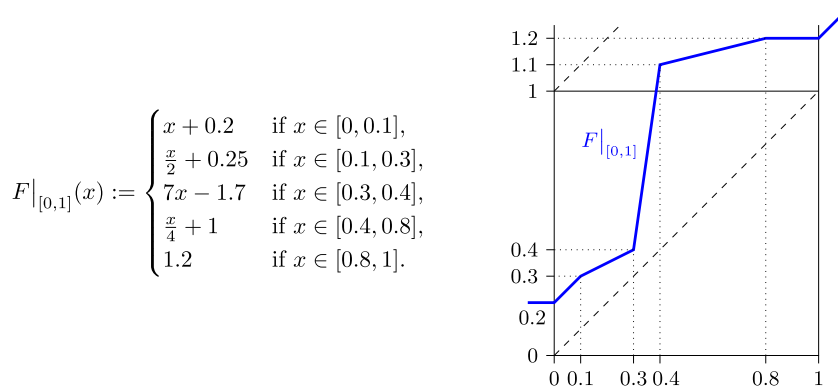 F|_{[0,1]}(x) := { x + 0.2 if x ∈ [0, 0.1],
x/2 + 0.25 if x ∈ [0.1, 0.3],
7x − 1.7 if x ∈ [0.3, 0.4],
x/4 + 1 if x ∈ [0.4, 0.8],
1.2 if x ∈ [0.8, 1].
1.2
1.1
1
F|_{[0,1]}
0.4
0.3
0.2
0
0 0.1 0.3 0.4 0.8 1